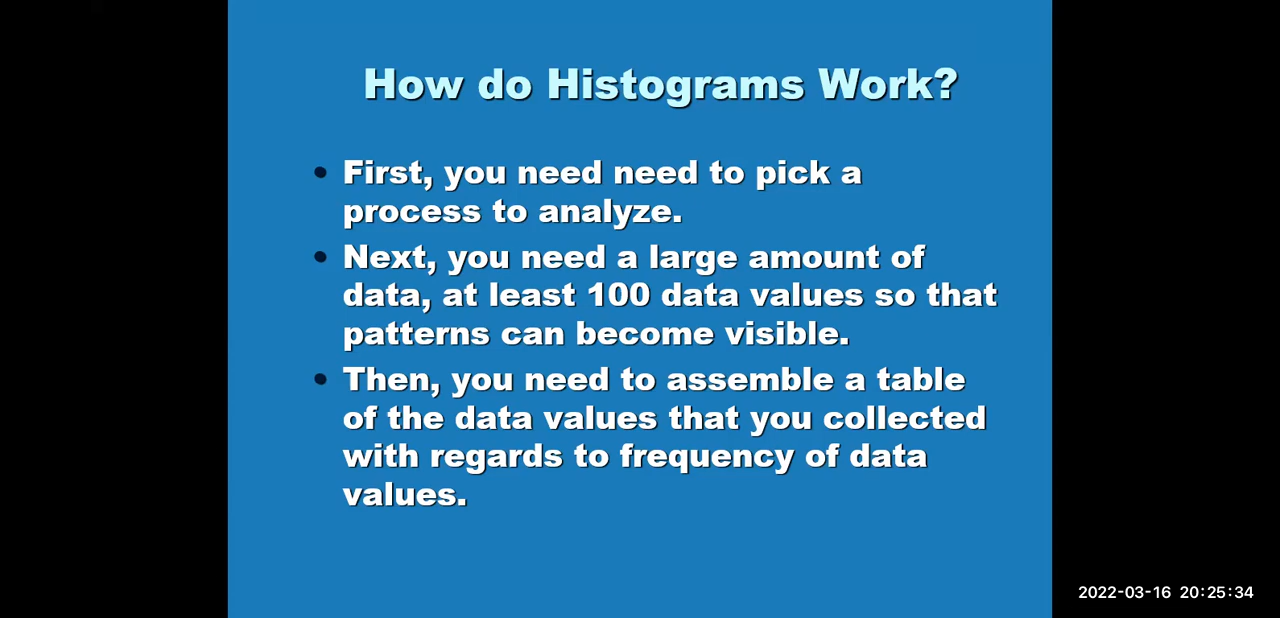 How do Histograms Work?
• First, you need need to pick a
process to analyze.
• Next, you need a large amount of
data, at least 100 data values so that
patterns can become visible.
• Then, you need to assemble a table
of the data values that you collected
with regards to frequency of data
values.
2022-03-16 20:25:34